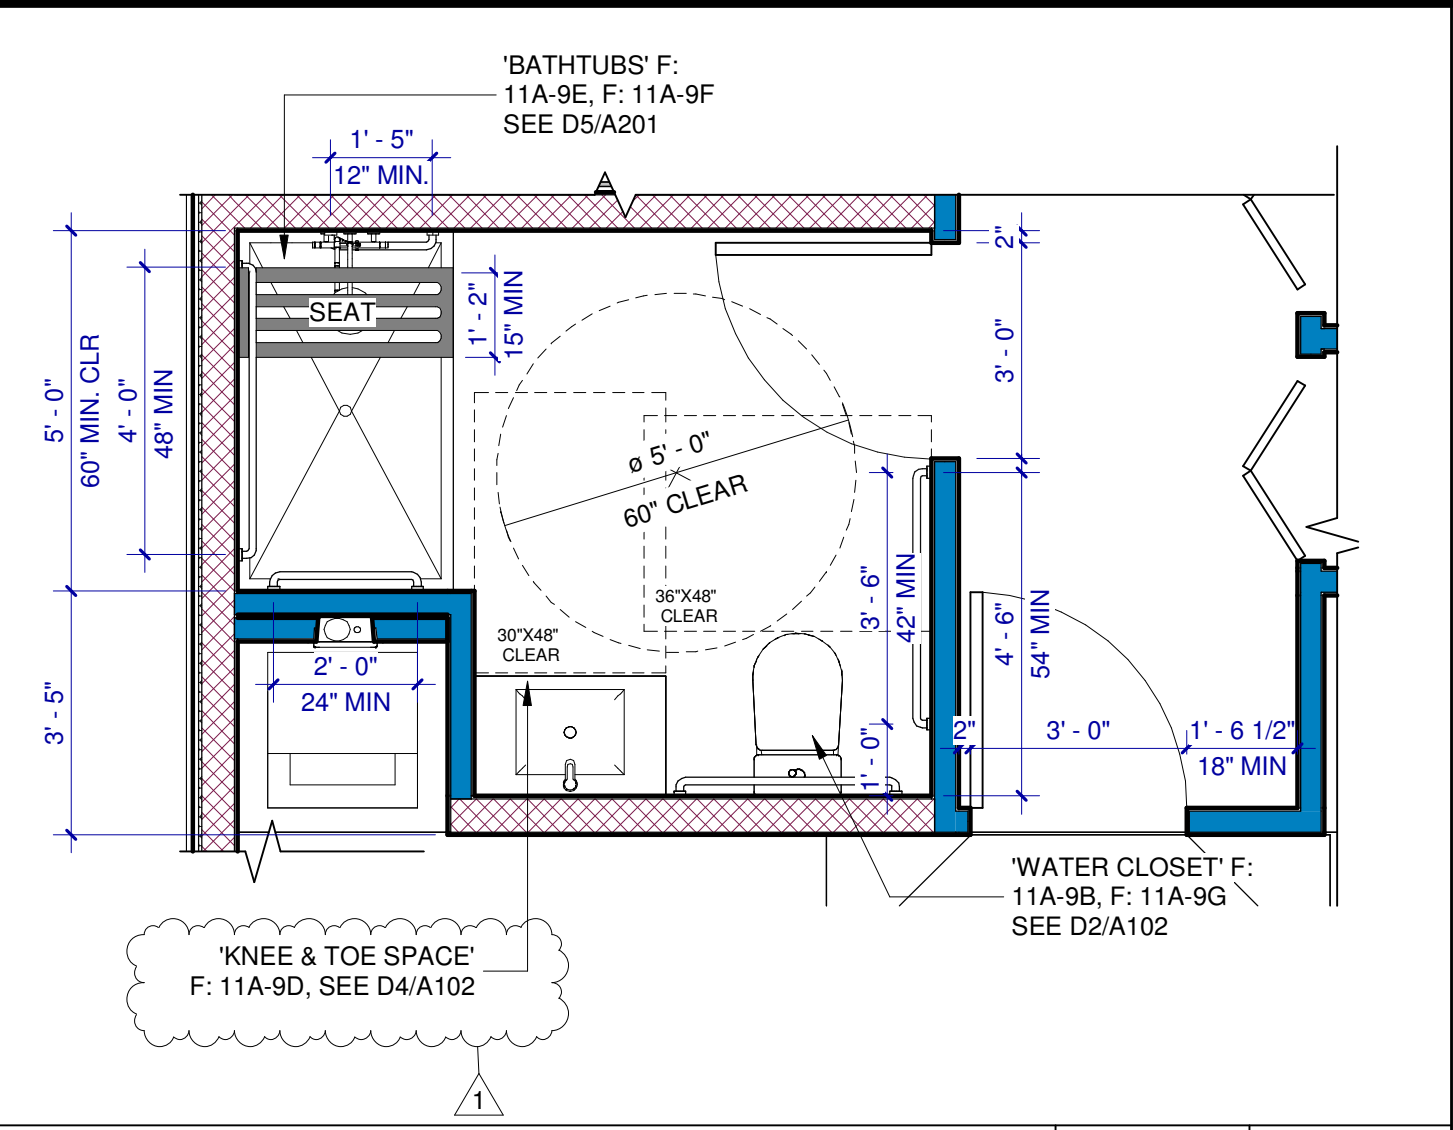 'BATHTUBS' F:
11A-9E, F: 11A-9F
SEE D5/A201
1' - 5"
12" MIN.
2"
SEAT
1' - 2"
15" MIN
3' - 0"
5' - 0"
60" MIN. CLR
4' - 0"
48" MIN
ø 5' - 0"
60" CLEAR
36"X48"
CLEAR
30"X48"
CLEAR
3' - 6"
42" MIN
4' - 6"
54" MIN
2' - 0"
24" MIN
3' - 5"
1' - 0"
2"
3' - 0"
1' - 6 1/2"
18" MIN
'WATER CLOSET' F:
11A-9B, F: 11A-9G
SEE D2/A102
'KNEE & TOE SPACE'
F: 11A-9D, SEE D4/A102
1